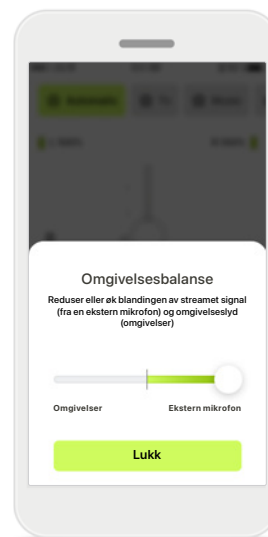 Omgivelsesbalanse
Reduser eller øk blandingen av streamet signal
(fra en ekstern mikrofon) og omgivelseslyd
(omgivelser)
Omgivelser Ekstern mikrofon
Lukk